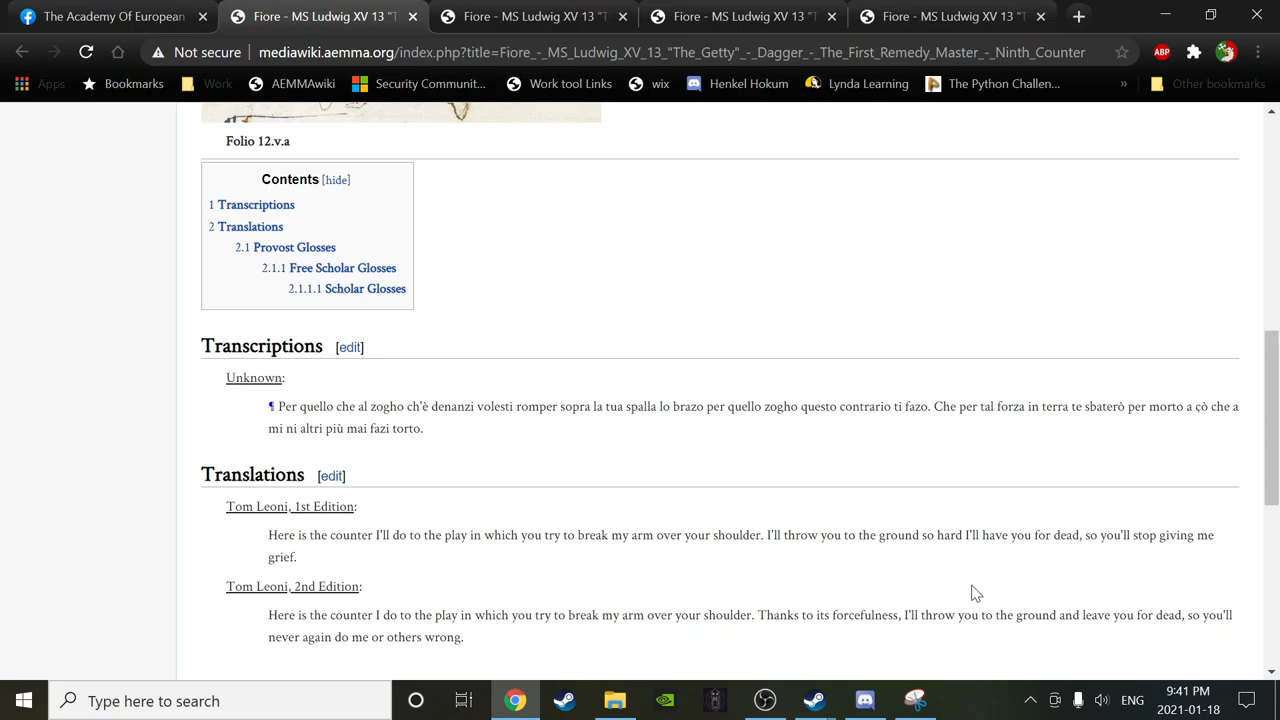 The Academy Of European
Fiore - MS Ludwig XV 13 "T
Fiore - MS Ludwig XV 13 "T
Fiore - MS Ludwig XV 13 "T
Fiore - MS Ludwig XV 13 "T
Not secure mediawiki.aemma.org/index.php?title=Fiore_-_MS_Ludwig_XV_13_"The_Getty"_-_Dagger_-_The_First_Remedy_Master_-_Ninth_Counter
ABP
Apps Bookmarks Work AEMMAwiki Security Communit... Work tool Links wix Henkel Hokum Lynda Learning The Python Challen... » Other bookmarks
Folio 12.v.a
Contents [hide]
1 Transcriptions
2 Translations
2.1 Provost Glosses
2.1.1 Free Scholar Glosses
2.1.1.1 Scholar Glosses
Transcriptions [edit]
Unknown:
¶ Per quello che al zogho ch'è denanzi volesti romper sopra la tua spalla lo brazo per quello zogho questo contrario ti fazo. Che per tal forza in terra te sbaterò per morto a çò che a
mi ni altri più mai fazi torto.
Translations [edit]
Tom Leoni, 1st Edition:
Here is the counter I'll do to the play in which you try to break my arm over your shoulder. I'll throw you to the ground so hard I'll have you for dead, so you'll stop giving me
grief.
Tom Leoni, 2nd Edition:
Here is the counter I do to the play in which you try to break my arm over your shoulder. Thanks to its forcefulness, I'll throw you to the ground and leave you for dead, so you'll
never again do me or others wrong.
Type here to search
ENG
9:41 PM
2021-01-18